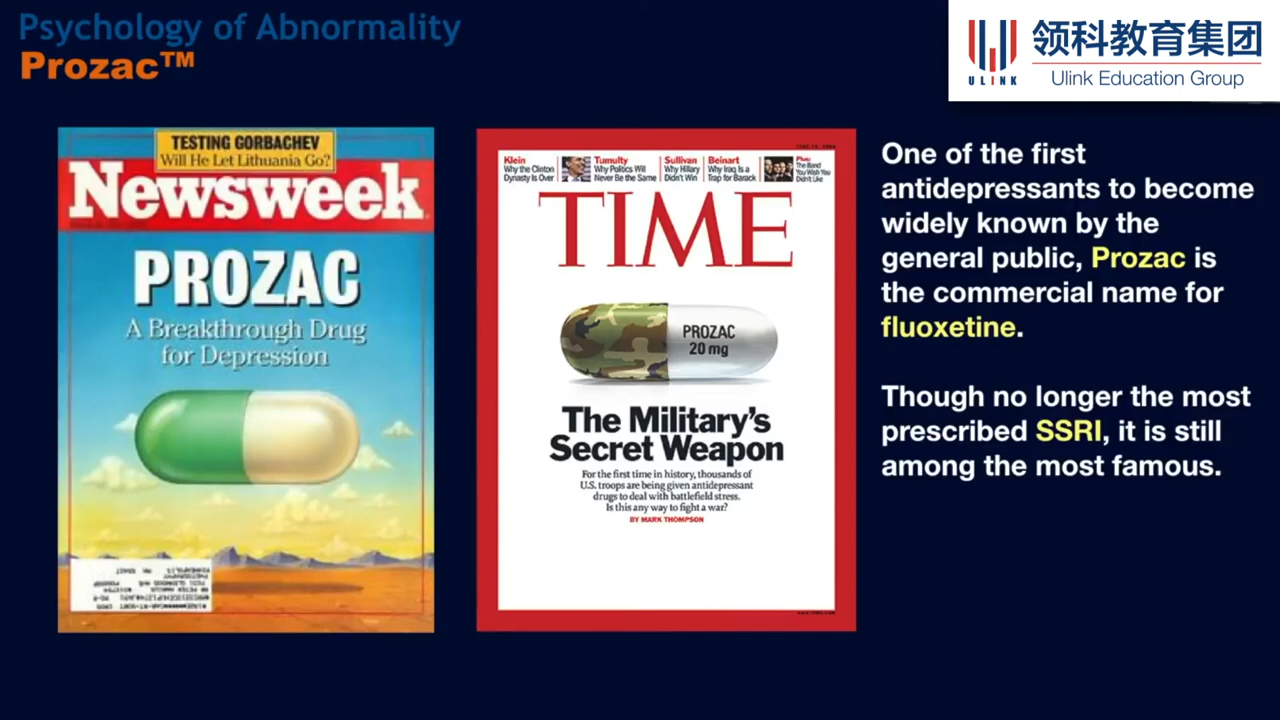 Psychology of Abnormality
Prozac™
ULINK
领科教育集团
Ulink Education Group
TESTING GORBACHEV
Will He Let Lithuania Go?
Newsweek
PROZAC
A Breakthrough Drug
for Depression
Klein
Why the Clinton
Dynasty Is Over
Tumulty
Why Politics Will
Never Be the Same
Sullivan
Why Hillary
Didn't Win
Beinart
Why Iraq Is a
Trap for Barack
Plus:
The Band
You Wish You
Didn't Like
TIME
PROZAC
20 mg
The Military's
Secret Weapon
For the first time in history, thousands of
U.S. troops are being given antidepressant
drugs to deal with battlefield stress.
Is this any way to fight a war?
BY MARK THOMPSON
One of the first
antidepressants to become
widely known by the
general public, Prozac is
the commercial name for
fluoxetine.
Though no longer the most
prescribed SSRI, it is still
among the most famous.